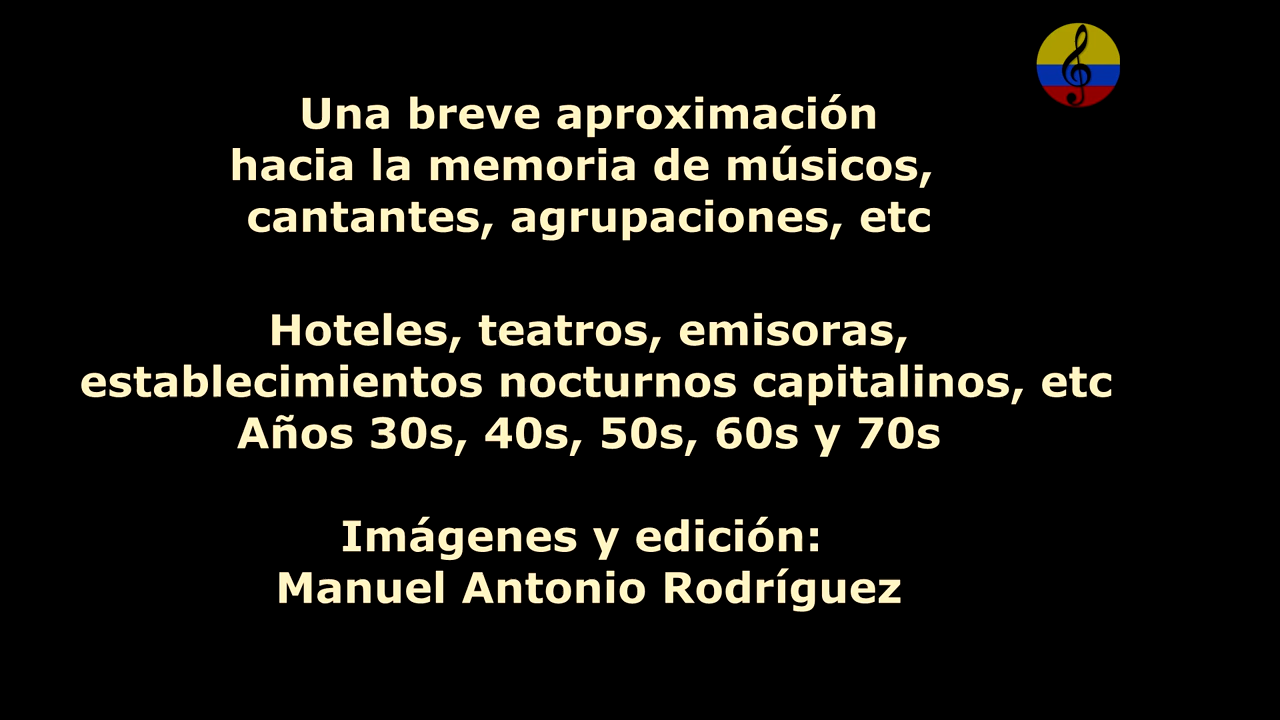 Una breve aproximación
hacia la memoria de músicos,
cantantes, agrupaciones, etc
Hoteles, teatros, emisoras,
establecimientos nocturnos capitalinos, etc
Años 30s, 40s, 50s, 60s y 70s
Imágenes y edición:
Manuel Antonio Rodríguez